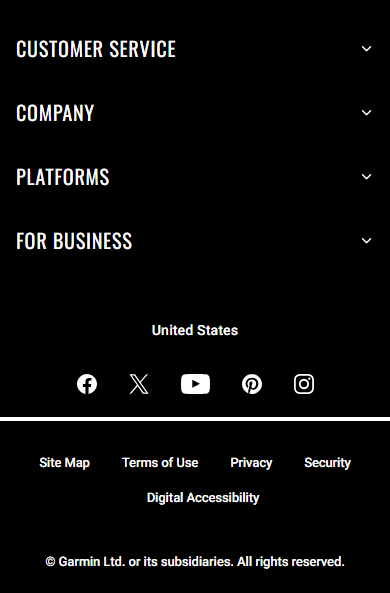 CUSTOMER SERVICE
COMPANY
PLATFORMS
FOR BUSINESS
United States
Site Map Terms of Use Privacy Security
Digital Accessibility
© Garmin Ltd. or its subsidiaries. All rights reserved.